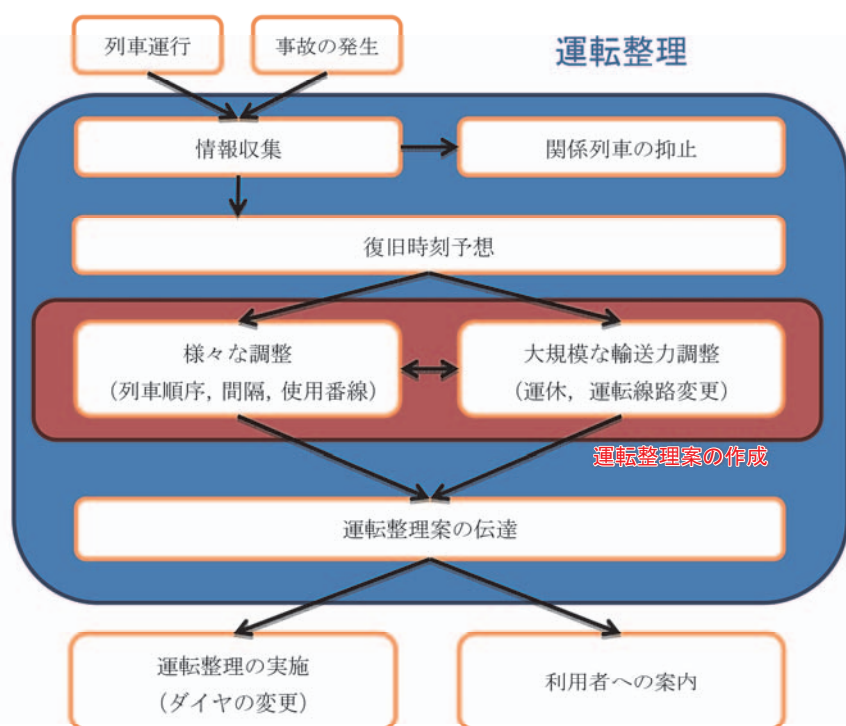 列車運行
事故の発生
運転整理
情報収集
関係列車の抑止
復旧時刻予想
様々な調整
(列車順序, 間隔, 使用番線)
大規模な輸送力調整
(運休, 運転線路変更)
運転整理案の作成
運転整理案の伝達
運転整理の実施
(ダイヤの変更)
利用者への案内